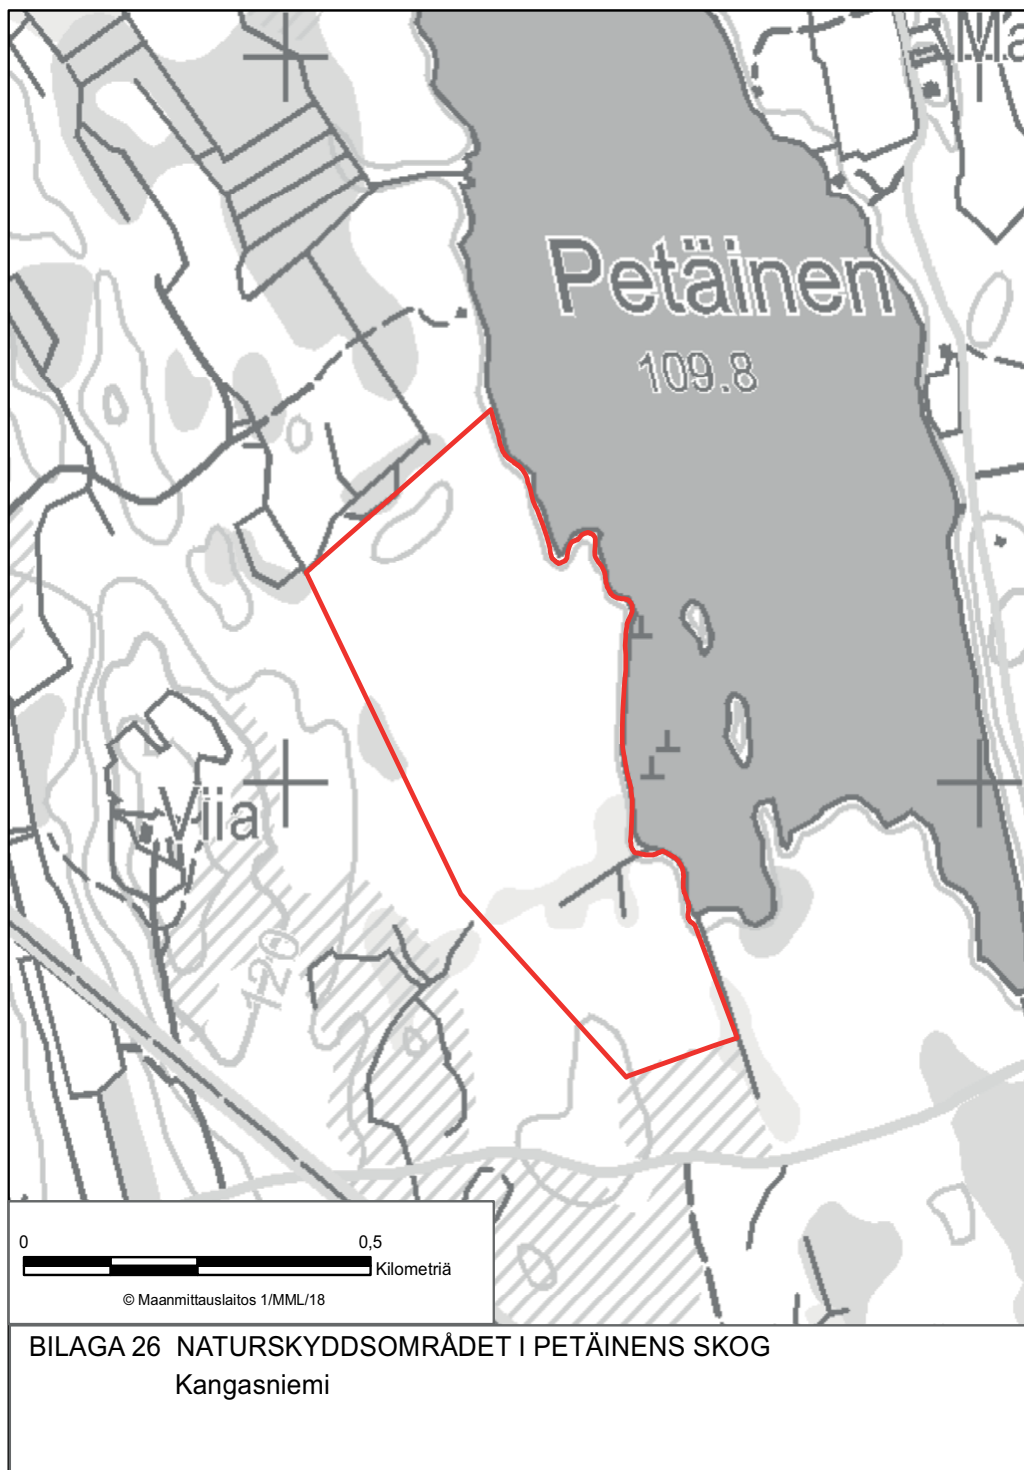 Ma
Petäinen
109.8
Viia
120
0 0,5
Kilometriä
© Maanmittauslaitos 1/MML/18
BILAGA 26 NATURSKYDDSOMRÅDET I PETÄINENS SKOG
Kangasniemi